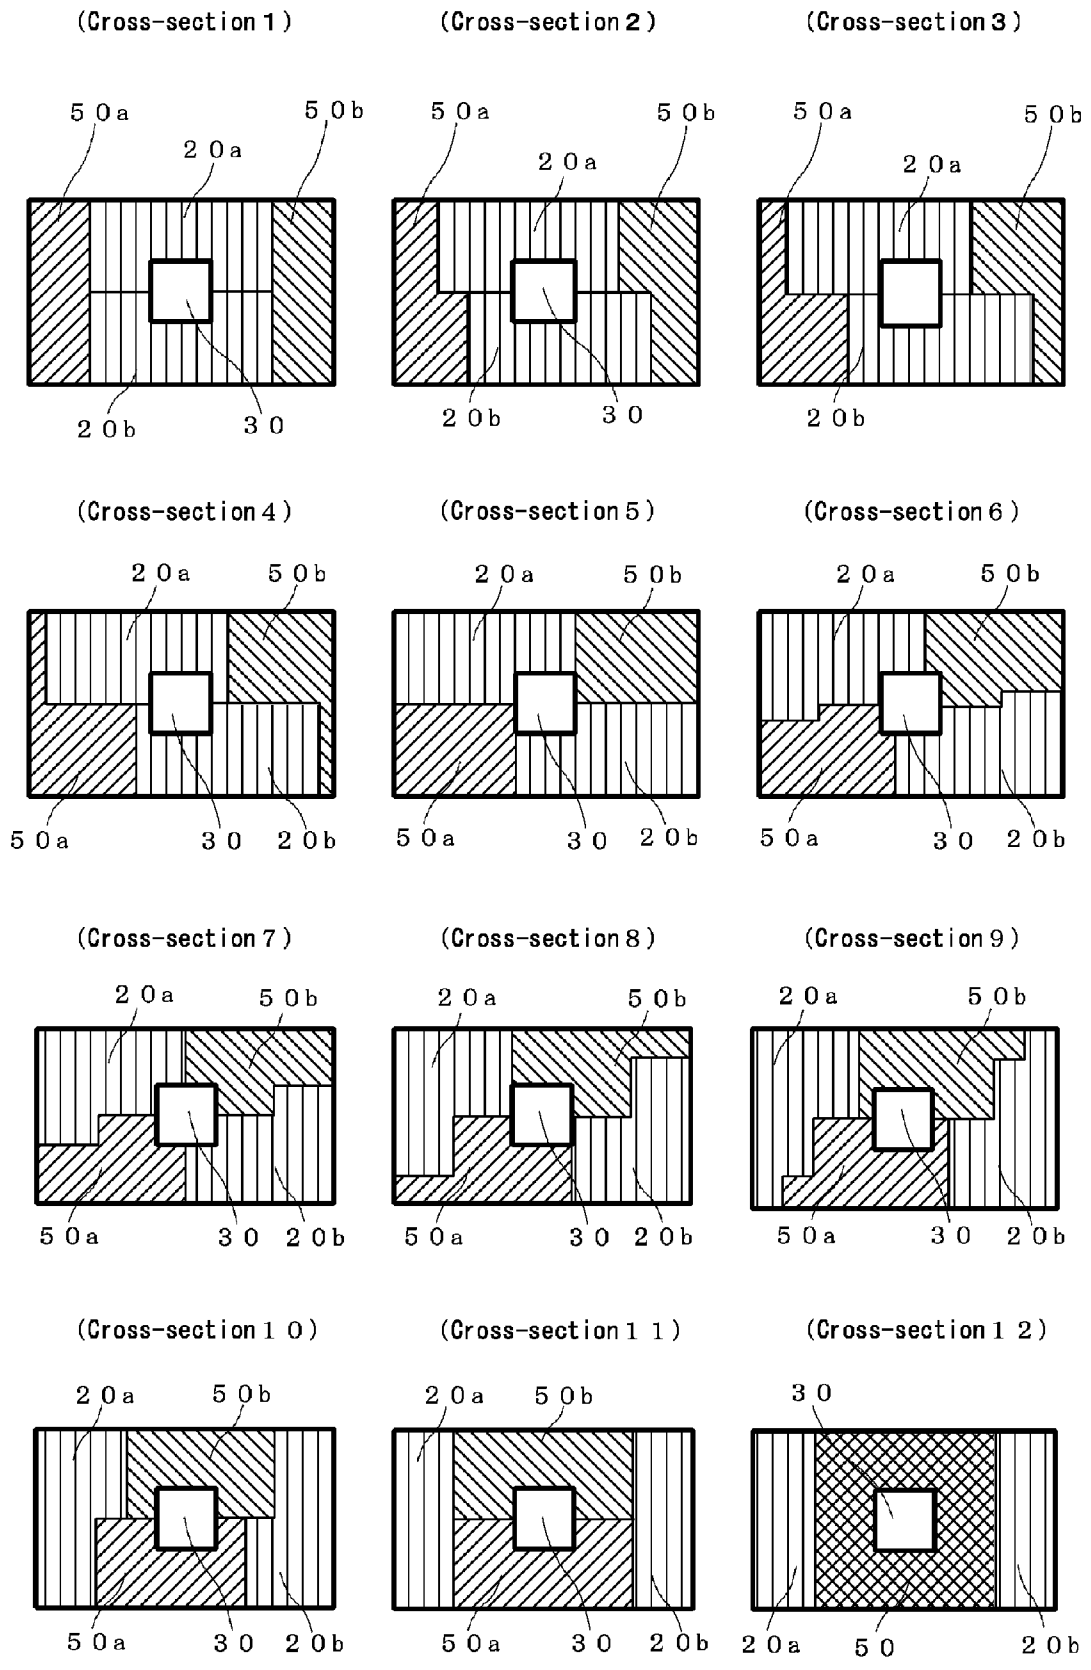 (Cross-section 1) (Cross-section 2) (Cross-section 3)
50a 50b 50a 50b 50a 50b
20a 20a 20a
20b 30 20b 30 20b
(Cross-section 4) (Cross-section 5) (Cross-section 6)
20a 50b 20a 50b 20a 50b
50a 30 20b 50a 30 20b 50a 30 20b
(Cross-section 7) (Cross-section 8) (Cross-section 9)
20a 50b 20a 50b 20a 50b
50a 30 20b 50a 30 20b 50a 30 20b
(Cross-section 10) (Cross-section 11) (Cross-section 12)
20a 50b 20a 50b 30
50a 30 20b 50a 30 20b 20a 50 20b